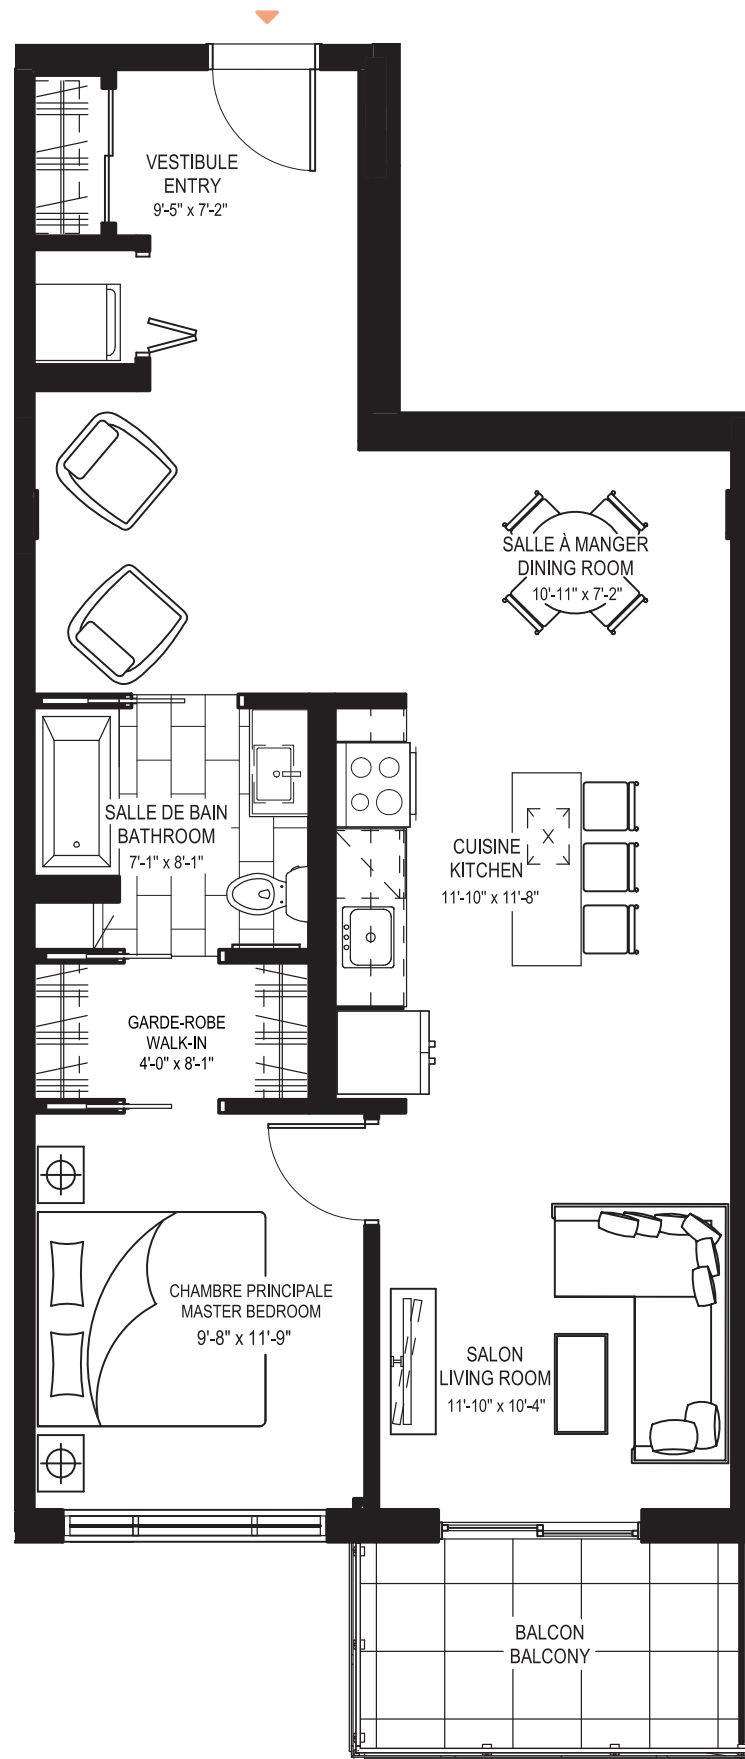 VESTIBULE
ENTRY
9'-5" x 7'-2"
SALLE À MANGER
DINING ROOM
10'-11" x 7'-2"
SALLE DE BAIN
BATHROOM
7'-1" x 8'-1"
CUISINE
KITCHEN
11'-10" x 11'-8"
GARDE-ROBE
WALK-IN
4'-0" x 8'-1"
CHAMBRE PRINCIPALE
MASTER BEDROOM
9'-8" x 11'-9"
SALON
LIVING ROOM
11'-10" x 10'-4"
BALCON
BALCONY